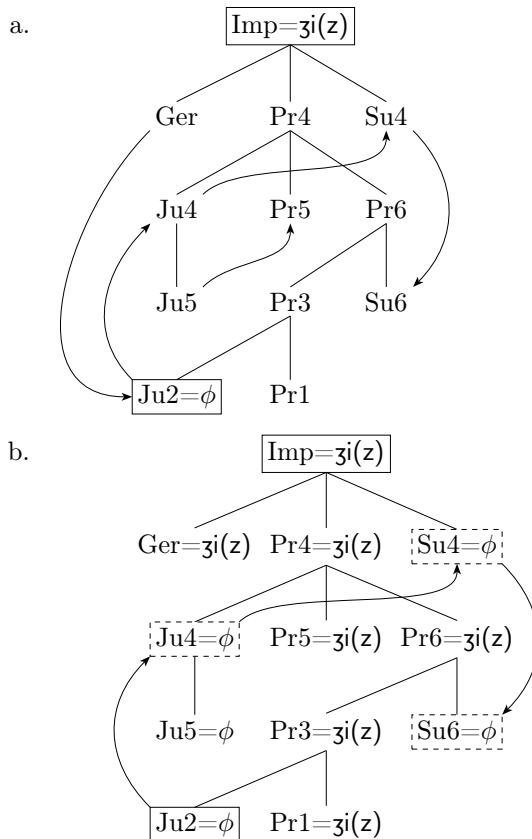 a.
Imp=ʒi(z)
Ger Pr4 Su4
Ju4 Pr5 Pr6
Ju5 Pr3 Su6
Ju2=ϕ Pr1
b.
Imp=ʒi(z)
Ger=ʒi(z) Pr4=ʒi(z) Su4=ϕ
Ju4=ϕ Pr5=ʒi(z) Pr6=ʒi(z)
Ju5=ϕ Pr3=ʒi(z) Su6=ϕ
Ju2=ϕ Pr1=ʒi(z)